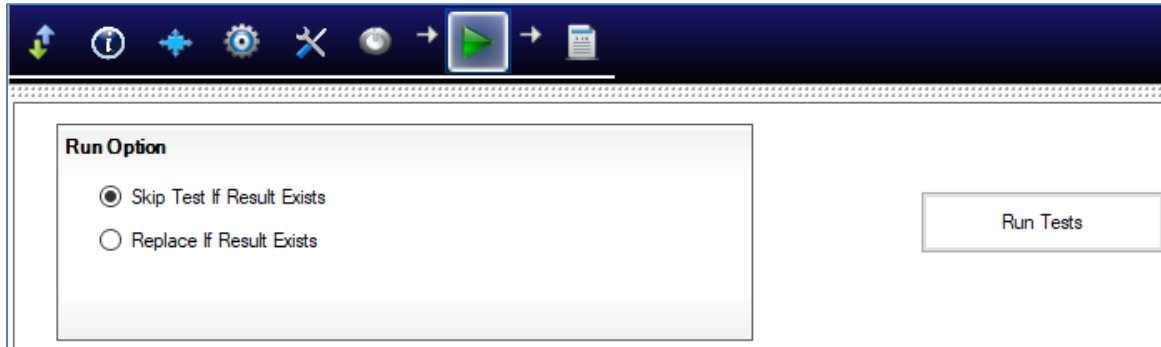 Run Option
Skip Test If Result Exists
Replace If Result Exists
Run Tests